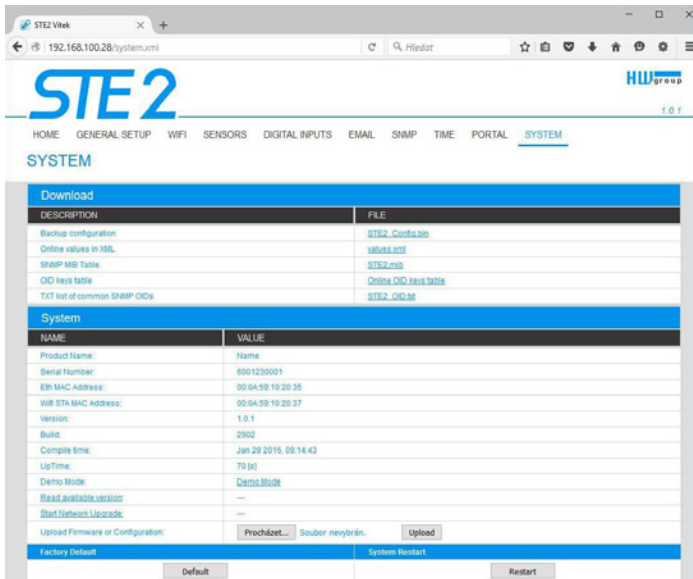 STE2 Vitek
192.168.100.28/system.xml
Hledat
STE2
HWgroup
1.0.1
HOME GENERAL SETUP WIFI SENSORS DIGITAL INPUTS EMAIL SNMP TIME PORTAL SYSTEM
SYSTEM
Download
DESCRIPTION FILE
Backup configuration STE2_Config.bin
Online values in XML values.xml
SNMP MIB Table STE2.mib
OID keys table Online OID keys table
TXT list of common SNMP OIDs STE2_OID.txt
System
NAME VALUE
Product Name: Name
Serial Number: 6001230001
Eth MAC Address: 00:0A:59:10:20:35
Wifi STA MAC Address: 00:0A:59:10:20:37
Version: 1.0.1
Build: 2902
Compile time: Jan 29 2016, 09:14:43
UpTime: 70 [s]
Demo Mode: Demo Mode
Read available version ---
Start Network Upgrade: ---
Upload Firmware or Configuration: Procházet... Soubor nevybrán. Upload
Factory Default System Restart
Default Restart